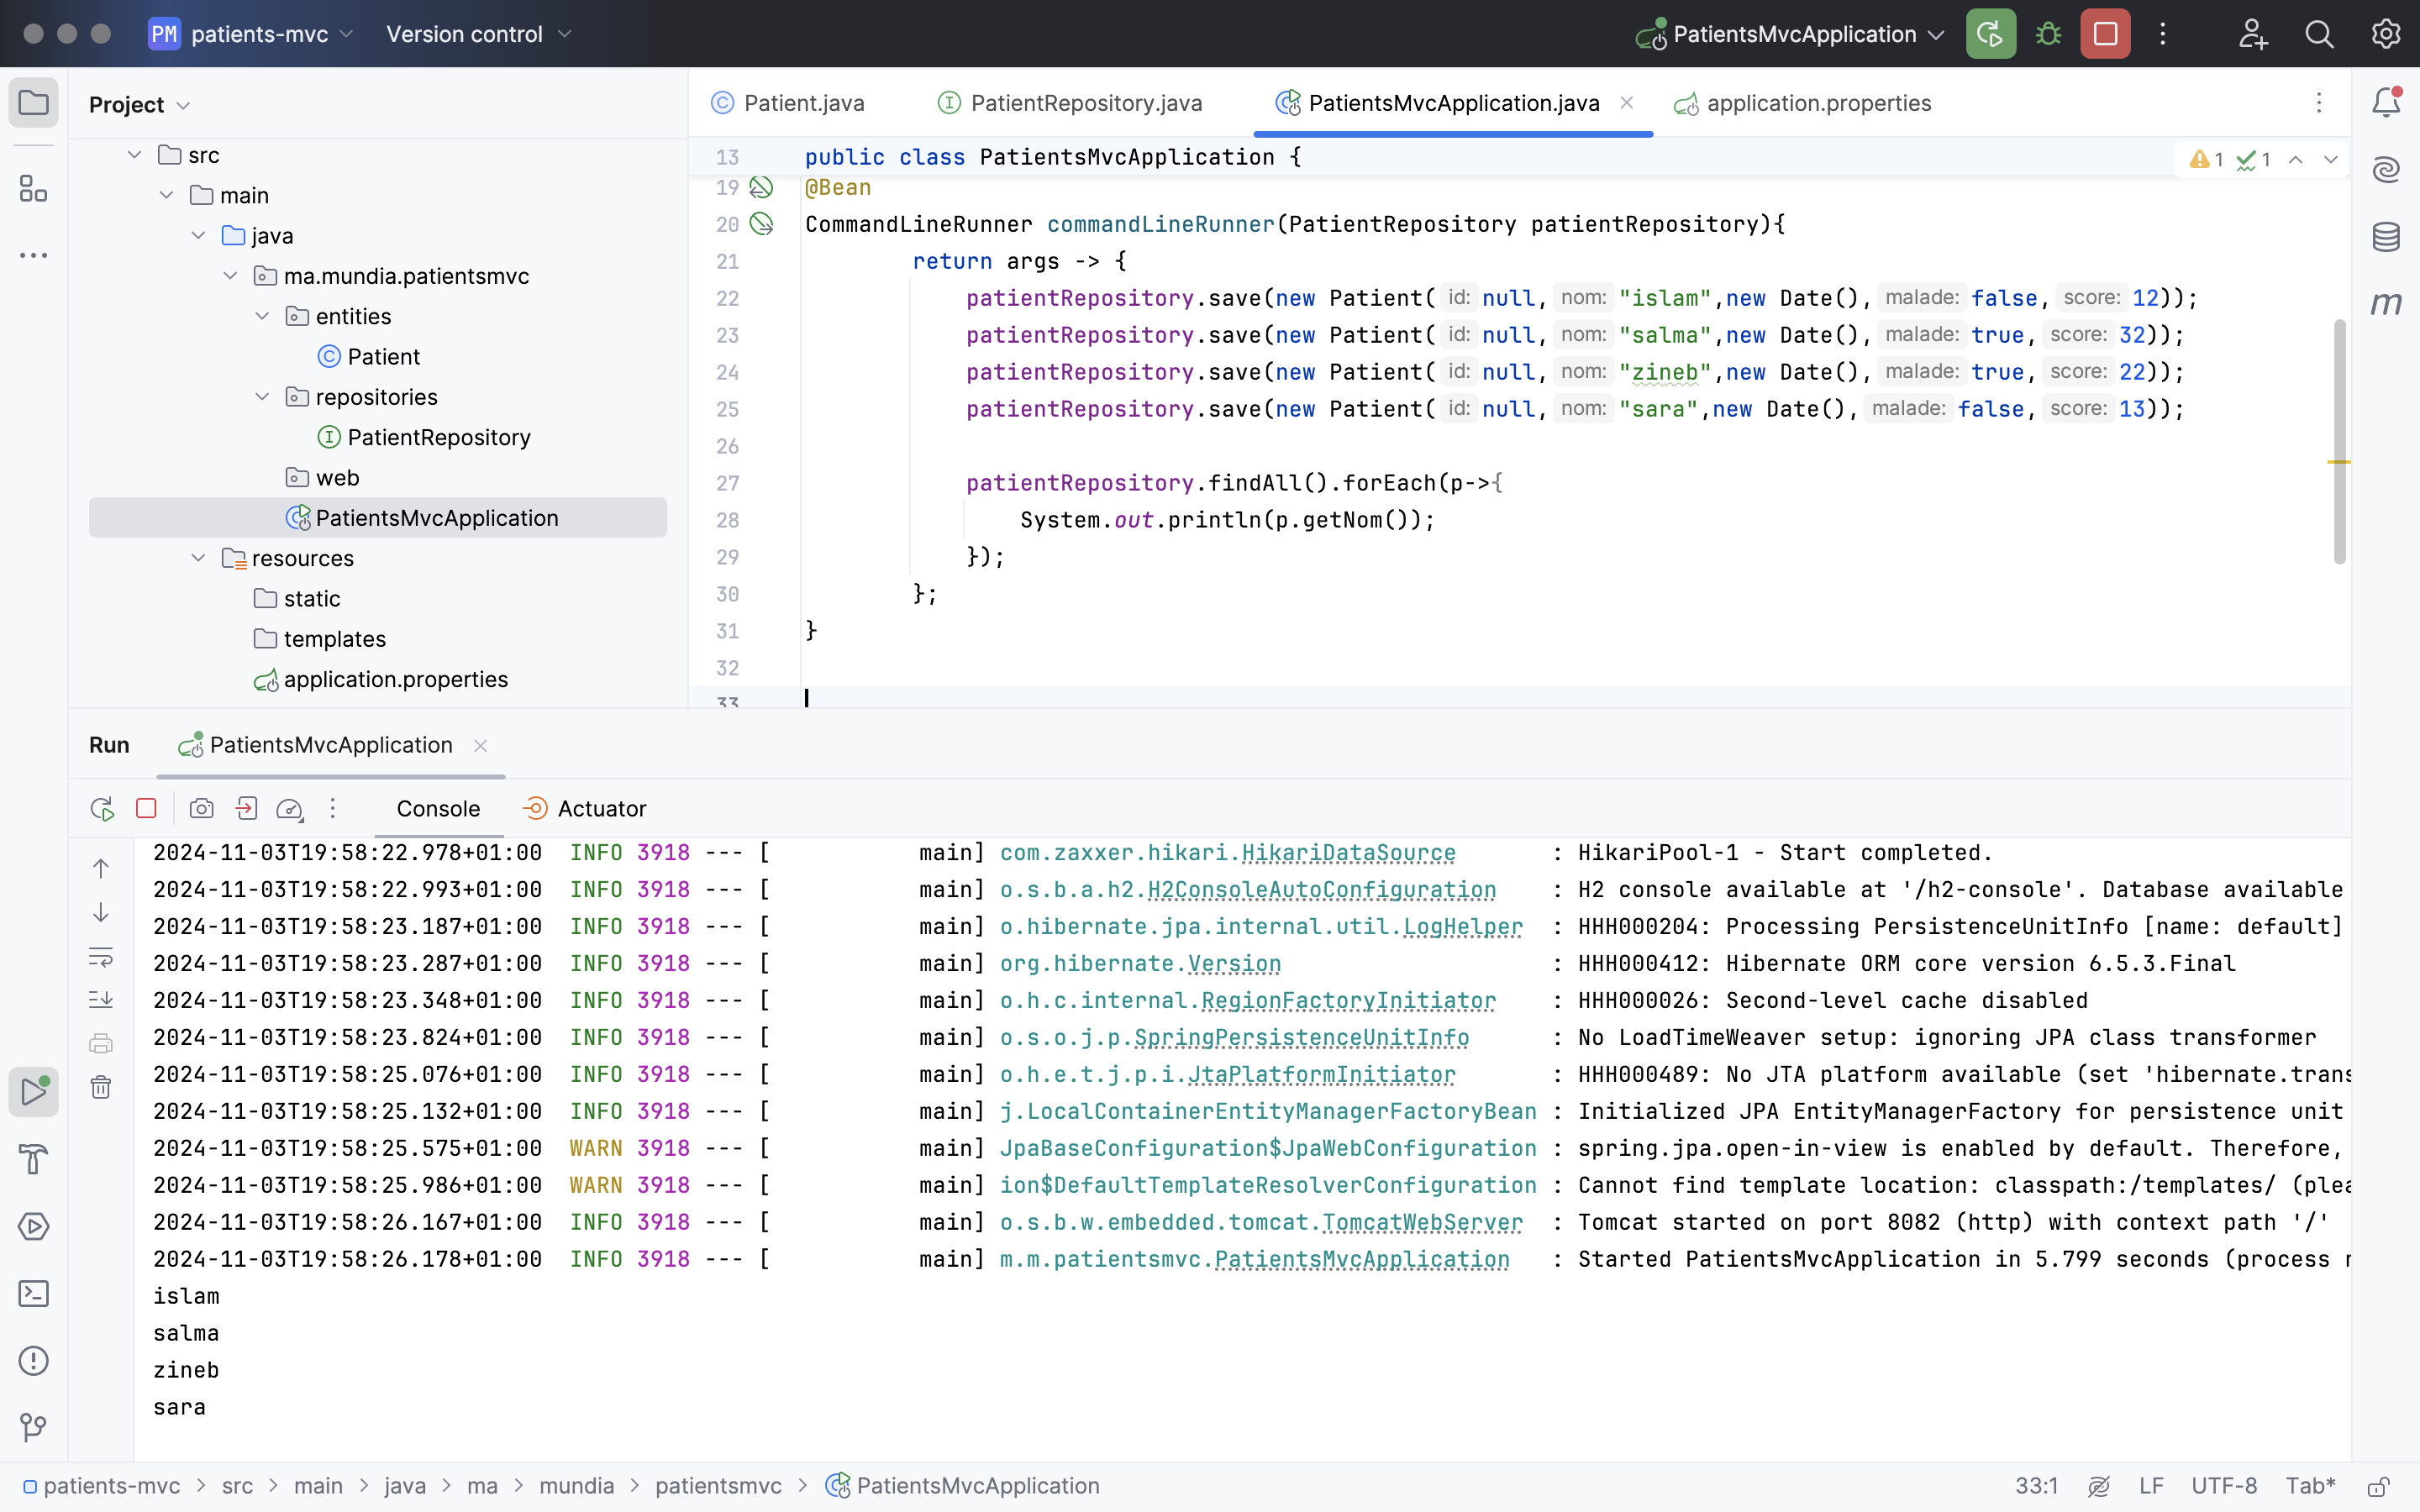 PM patients-mvc Version control PatientsMvcApplication
Project
src
main
java
ma.mundia.patientsmvc
entities
Patient
repositories
PatientRepository
web
PatientsMvcApplication
resources
static
templates
application.properties
Patient.java PatientRepository.java PatientsMvcApplication.java application.properties
13 public class PatientsMvcApplication { 1 1
19 @Bean
20 CommandLineRunner commandLineRunner(PatientRepository patientRepository){
21 return args -> {
22 patientRepository.save(new Patient( id: null, nom: "islam",new Date(), malade: false, score: 12));
23 patientRepository.save(new Patient( id: null, nom: "salma",new Date(), malade: true, score: 32));
24 patientRepository.save(new Patient( id: null, nom: "zineb",new Date(), malade: true, score: 22));
25 patientRepository.save(new Patient( id: null, nom: "sara",new Date(), malade: false, score: 13));
26
27 patientRepository.findAll().forEach(p->{
28 System.out.println(p.getNom());
29 });
30 };
31 }
32
33
Run PatientsMvcApplication
Console Actuator
2024-11-03T19:58:22.978+01:00 INFO 3918 --- [ main] com.zaxxer.hikari.HikariDataSource : HikariPool-1 - Start completed.
2024-11-03T19:58:22.993+01:00 INFO 3918 --- [ main] o.s.b.a.h2.H2ConsoleAutoConfiguration : H2 console available at '/h2-console'. Database available
2024-11-03T19:58:23.187+01:00 INFO 3918 --- [ main] o.hibernate.jpa.internal.util.LogHelper : HHH000204: Processing PersistenceUnitInfo [name: default]
2024-11-03T19:58:23.287+01:00 INFO 3918 --- [ main] org.hibernate.Version : HHH000412: Hibernate ORM core version 6.5.3.Final
2024-11-03T19:58:23.348+01:00 INFO 3918 --- [ main] o.h.c.internal.RegionFactoryInitiator : HHH000026: Second-level cache disabled
2024-11-03T19:58:23.824+01:00 INFO 3918 --- [ main] o.s.o.j.p.SpringPersistenceUnitInfo : No LoadTimeWeaver setup: ignoring JPA class transformer
2024-11-03T19:58:25.076+01:00 INFO 3918 --- [ main] o.h.e.t.j.p.i.JtaPlatformInitiator : HHH000489: No JTA platform available (set 'hibernate.trans
2024-11-03T19:58:25.132+01:00 INFO 3918 --- [ main] j.LocalContainerEntityManagerFactoryBean : Initialized JPA EntityManagerFactory for persistence unit
2024-11-03T19:58:25.575+01:00 WARN 3918 --- [ main] JpaBaseConfiguration$JpaWebConfiguration : spring.jpa.open-in-view is enabled by default. Therefore,
2024-11-03T19:58:25.986+01:00 WARN 3918 --- [ main] ion$DefaultTemplateResolverConfiguration : Cannot find template location: classpath:/templates/ (plea
2024-11-03T19:58:26.167+01:00 INFO 3918 --- [ main] o.s.b.w.embedded.tomcat.TomcatWebServer : Tomcat started on port 8082 (http) with context path '/'
2024-11-03T19:58:26.178+01:00 INFO 3918 --- [ main] m.m.patientsmvc.PatientsMvcApplication : Started PatientsMvcApplication in 5.799 seconds (process
islam
salma
zineb
sara
patients-mvc > src > main > java > ma > mundia > patientsmvc > PatientsMvcApplication 33:1 LF UTF-8 Tab*